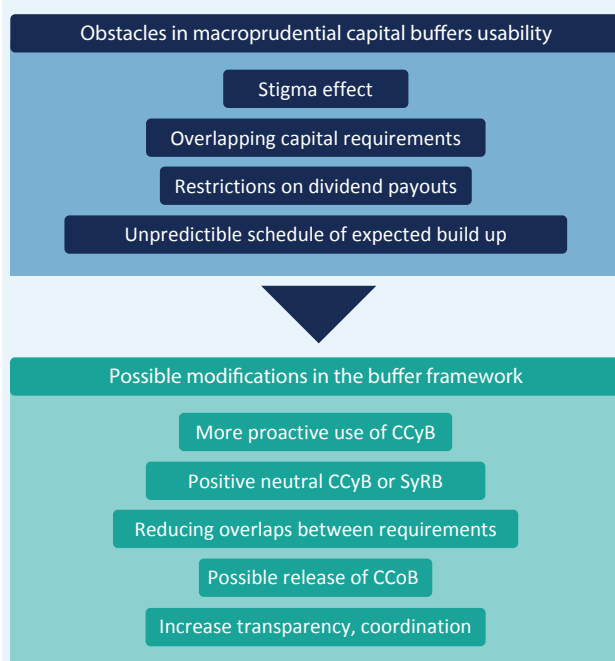 Obstacles in macroprudential capital buffers usability
Stigma effect
Overlapping capital requirements
Restrictions on dividend payouts
Unpredictible schedule of expected build up
Possible modifications in the buffer framework
More proactive use of CCyB
Positive neutral CCyB or SyRB
Reducing overlaps between requirements
Possible release of CCoB
Increase transparency, coordination